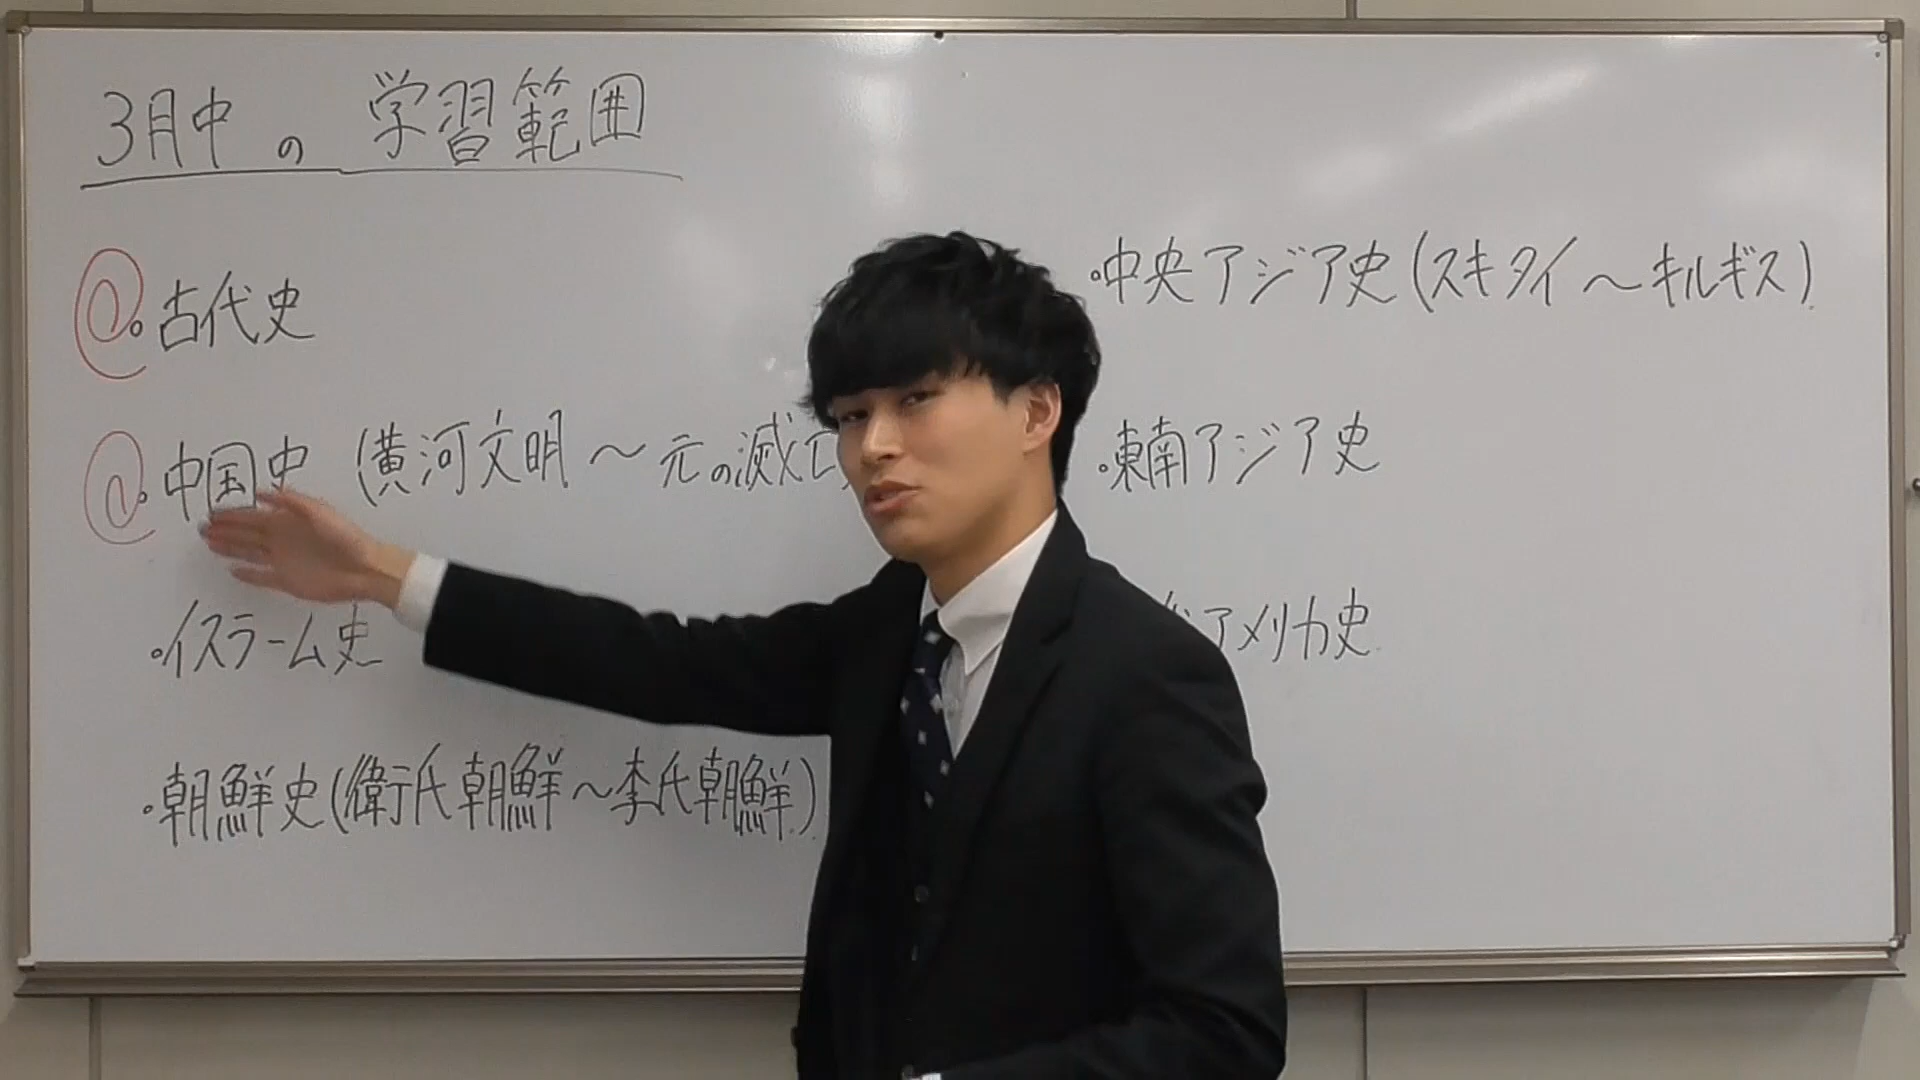 3月中の学習範囲
@・古代史
@・中国史(黄河文明～元の滅亡
・イスラーム史
・朝鮮史(衛氏朝鮮～李氏朝鮮)
・中央アジア史(スキタイ～キルギス)
・東南アジア史
アメリカ史